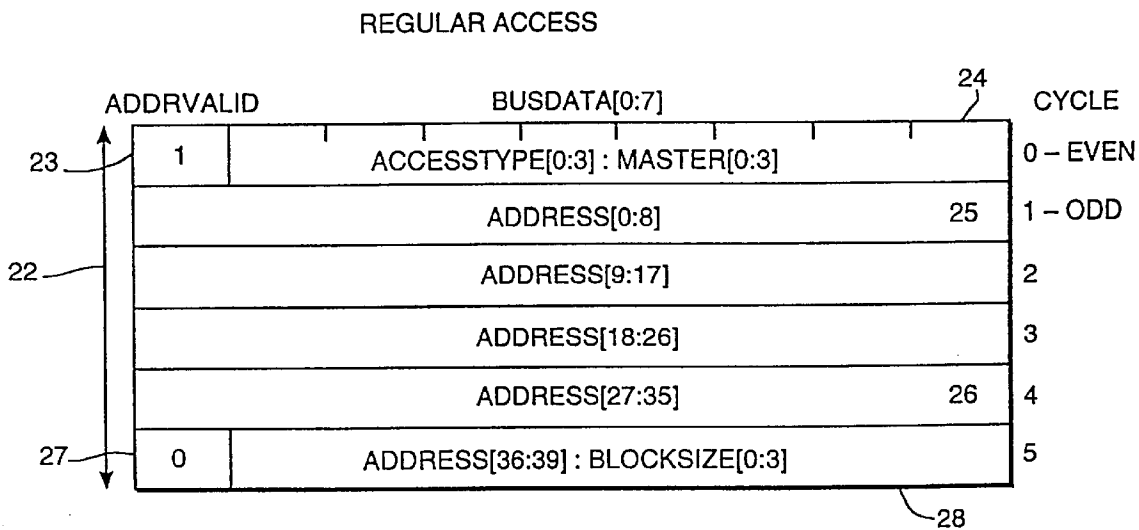 REGULAR ACCESS
24
ADDRVALID BUSDATA[0:7] CYCLE
23 1 ACCESSTYPE[0:3] : MASTER[0:3] 0 – EVEN
ADDRESS[0:8] 25 1 – ODD
22 ADDRESS[9:17] 2
ADDRESS[18:26] 3
ADDRESS[27:35] 26 4
27 0 ADDRESS[36:39] : BLOCKSIZE[0:3] 5
28